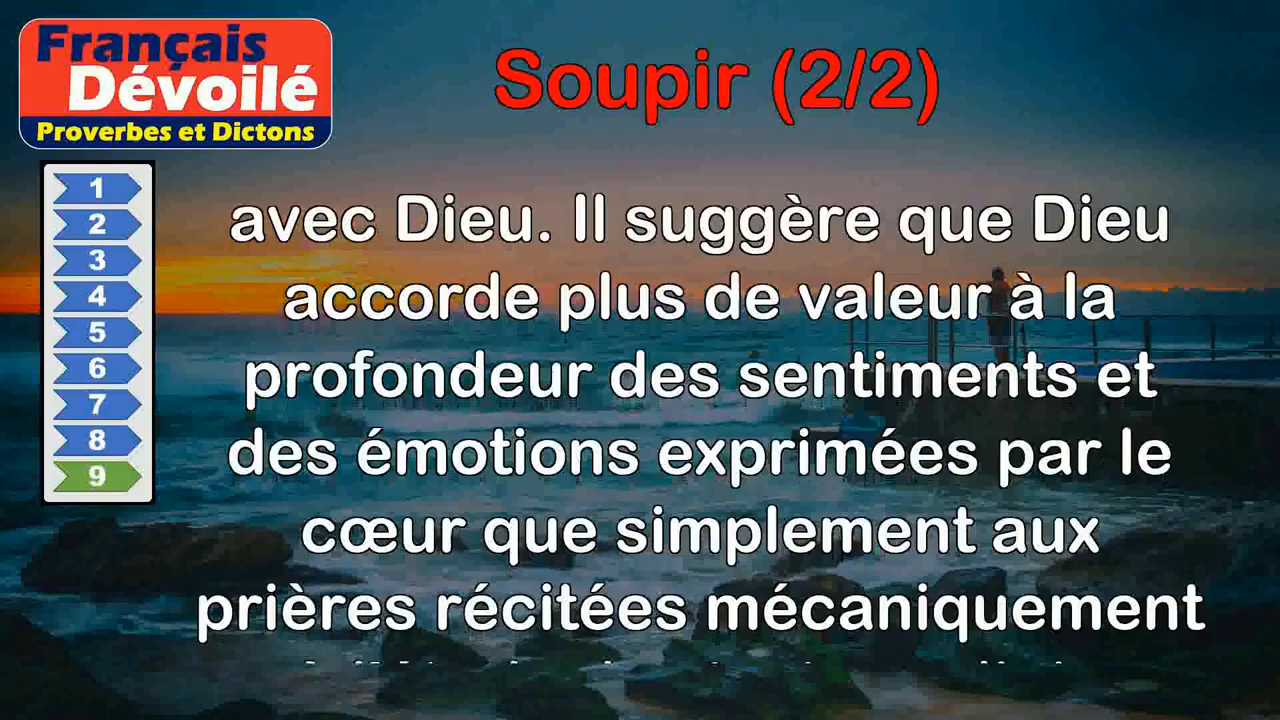 Français
Dévoilé
Proverbes et Dictons
Soupir (2/2)
1
2
3
4
5
6
7
8
9
avec Dieu. Il suggère que Dieu
accorde plus de valeur à la
profondeur des sentiments et
des émotions exprimées par le
cœur que simplement aux
prières récitées mécaniquement